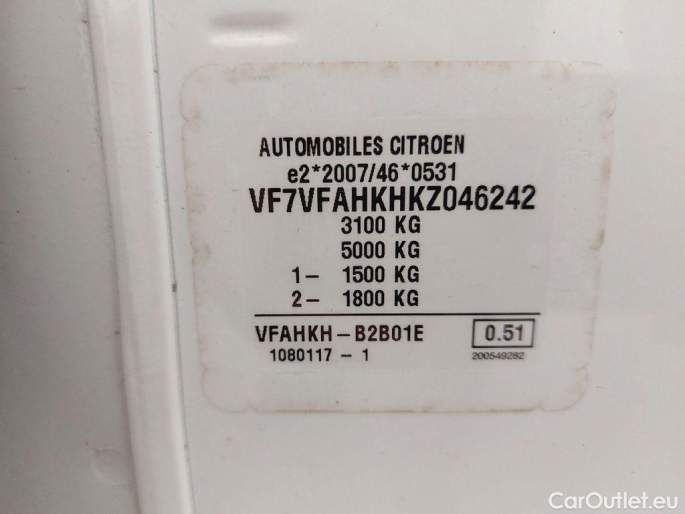 AUTOMOBILES CITROEN
e2*2007/46*0531
VF7VFAHKHKZ046242
3100 KG
5000 KG
1- 1500 KG
2- 1800 KG
VFAHKH-B2B01E 0.51
1080117 - 1 200549282
CarOutlet.eu